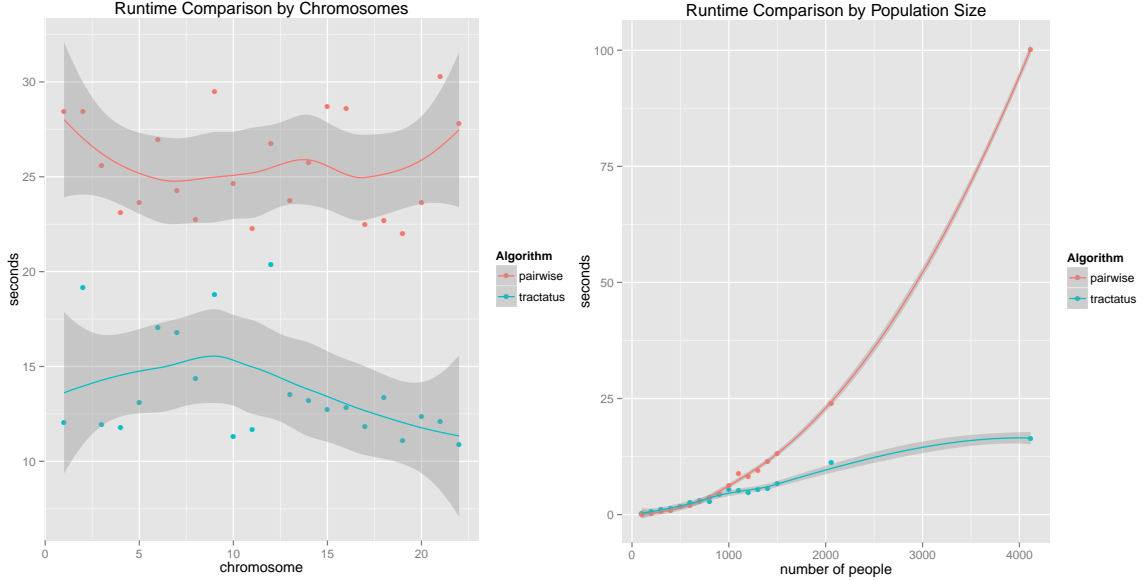 Runtime Comparison by Chromosomes
30
25
20
15
10
seconds
0
5
10
15
20
chromosome
Algorithm
pairwise
tractatus
Runtime Comparison by Population Size
100
75
50
25
0
seconds
0
1000
2000
3000
4000
number of people
Algorithm
pairwise
tractatus